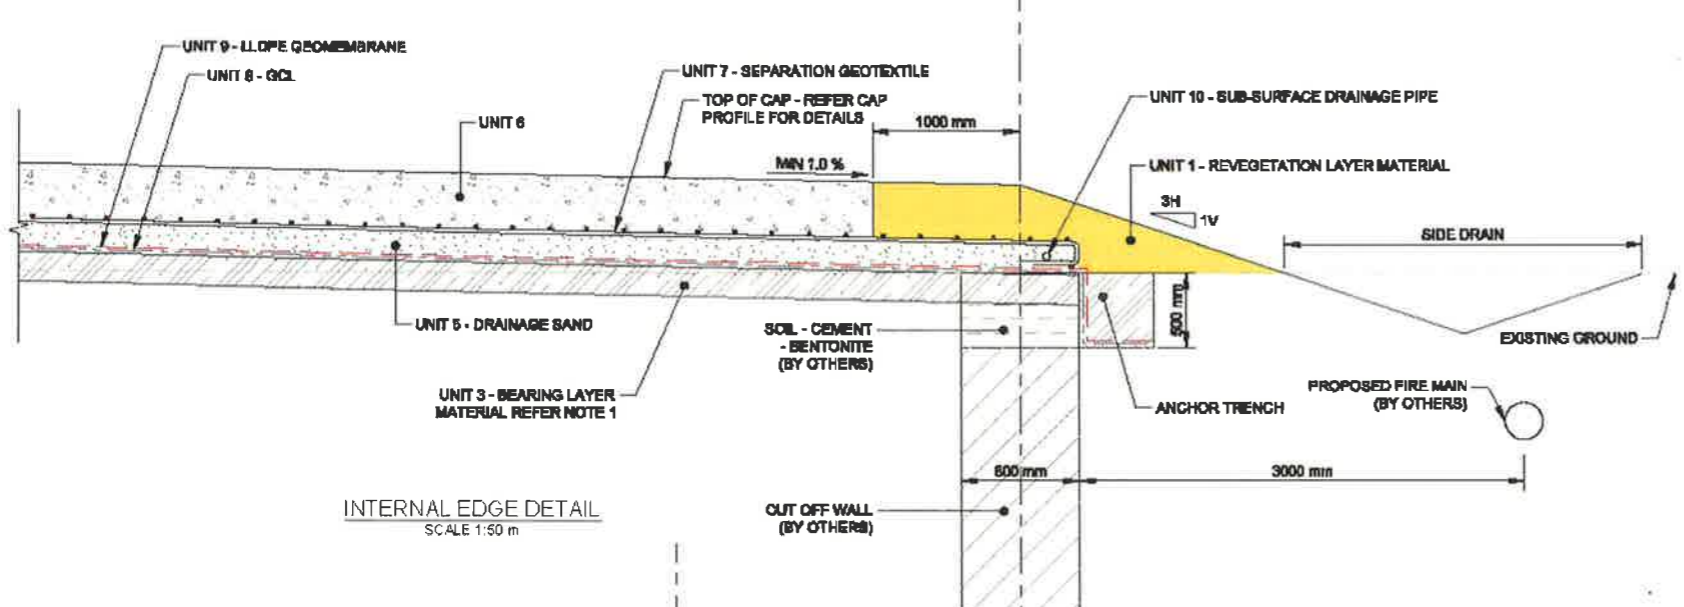 UNIT 9 - LLDPE GEOMEMBRANE
UNIT 8 - GCL
UNIT 7 - SEPARATION GEOTEXTILE
TOP OF CAP - REFER CAP
PROFILE FOR DETAILS
UNIT 6
1000 mm
UNIT 10 - SUB-SURFACE DRAINAGE PIPE
MIN 1.0 %
UNIT 1 - REVEGETATION LAYER MATERIAL
3H
1V
SIDE DRAIN
500 mm
UNIT 5 - DRAINAGE SAND
SOIL - CEMENT
- BENTONITE
(BY OTHERS)
EXISTING GROUND
UNIT 3 - BEARING LAYER
MATERIAL REFER NOTE 1
ANCHOR TRENCH
PROPOSED FIRE MAIN
(BY OTHERS)
mm
3000 mm
INTERNAL EDGE DETAIL
SCALE 1:50 m
CUT OFF WALL
(BY OTHERS)